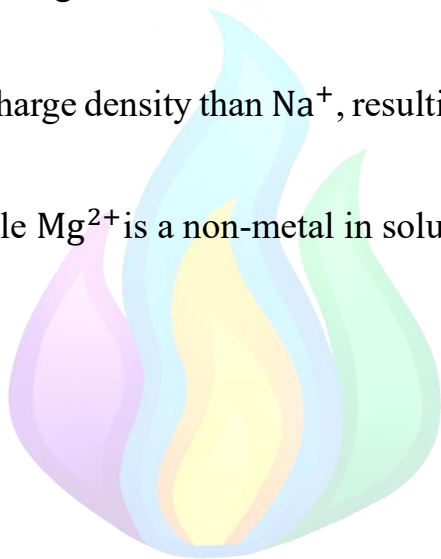 harge density than Na⁺, resulti
le Mg²⁺is a non-metal in solu